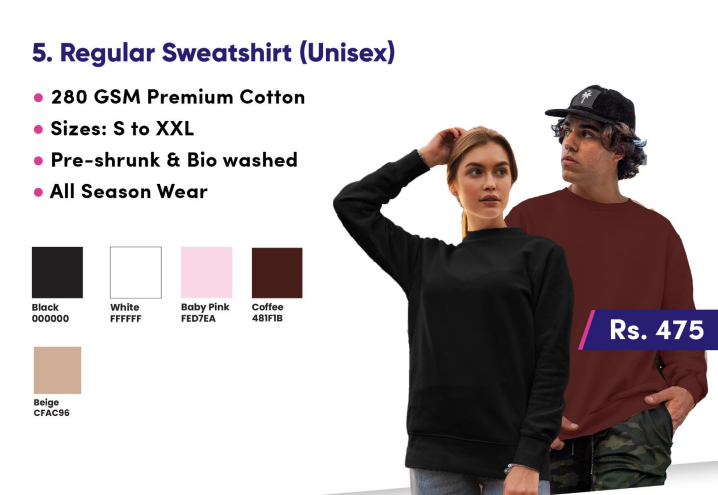 5. Regular Sweatshirt (Unisex)
• 280 GSM Premium Cotton
• Sizes: S to XXL
• Pre-shrunk & Bio washed
• All Season Wear
Black
000000
White
FFFFFF
Baby Pink
FED7EA
Coffee
481F1B
Rs. 475
Beige
CFAC96